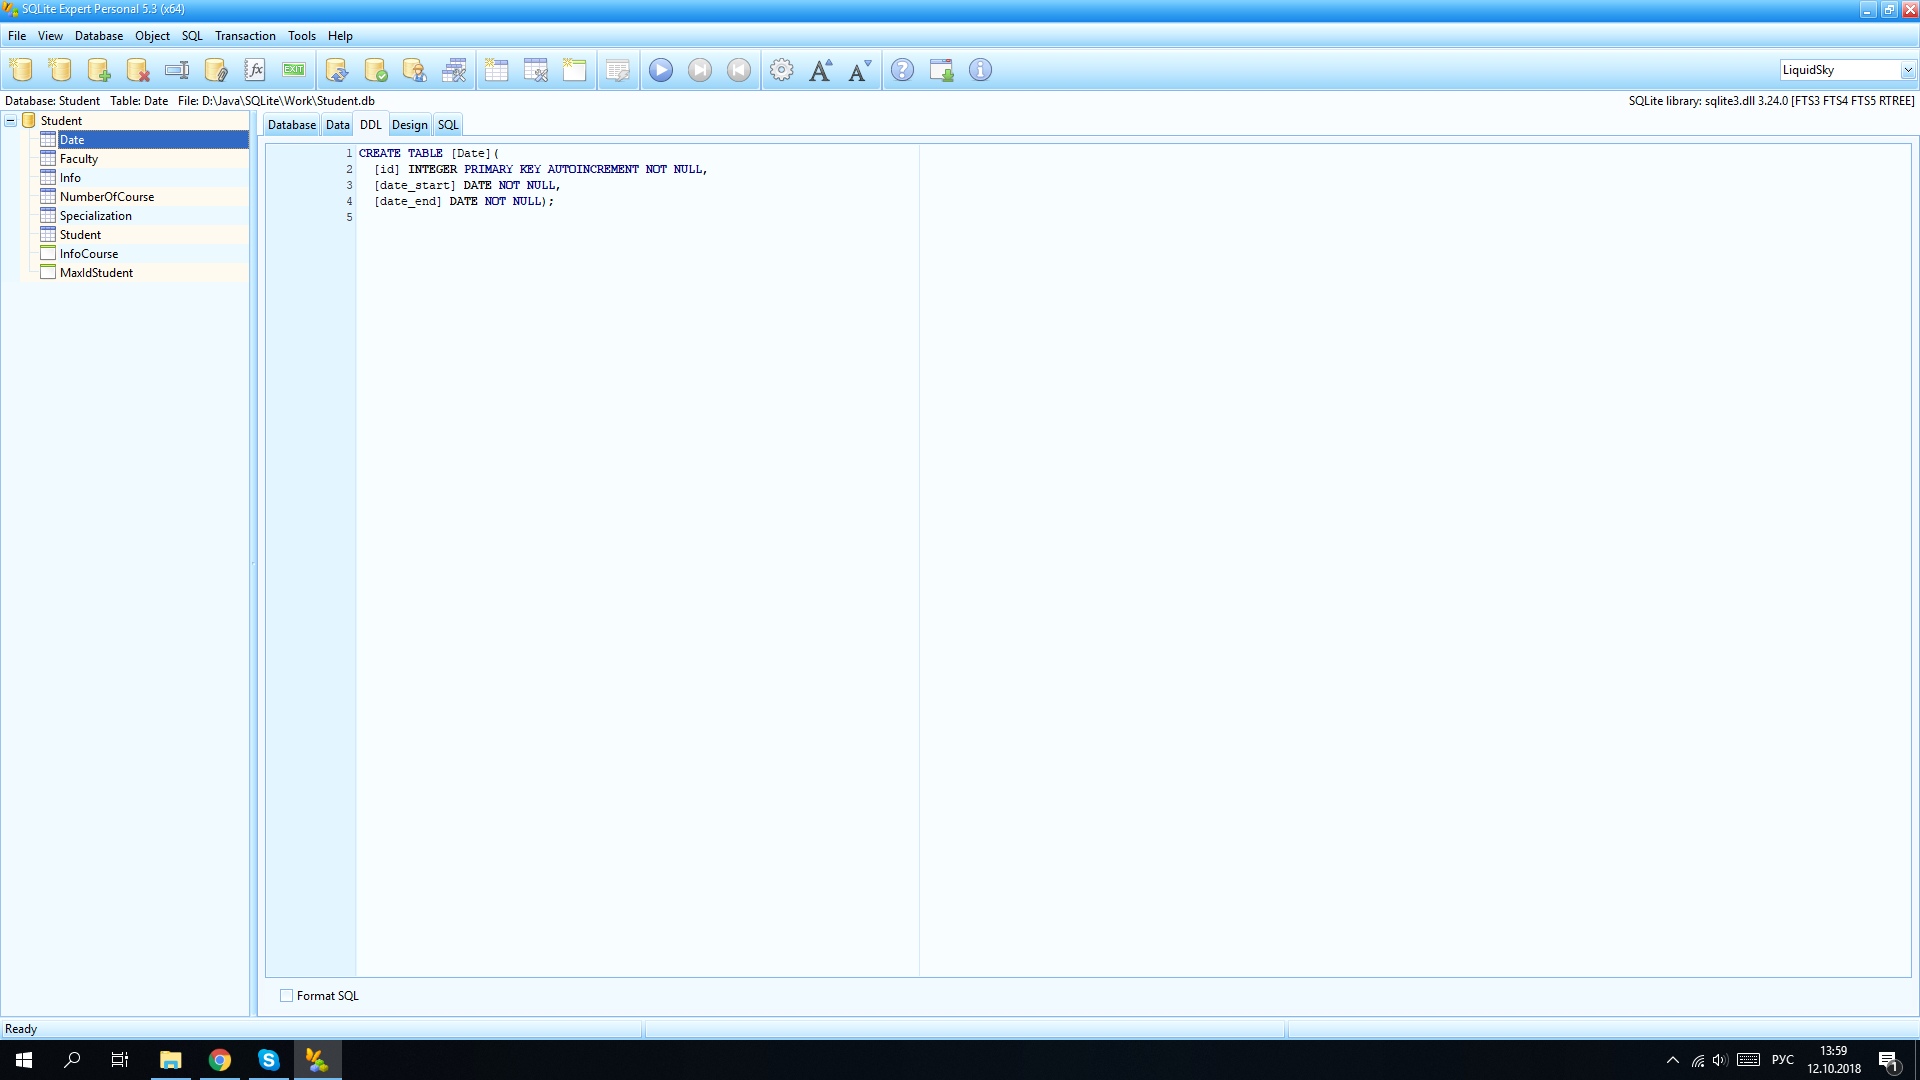 SQLite Expert Personal 5.3 (x64)
File View Database Object SQL Transaction Tools Help
fx EXIT A A ? i LiquidSky
Database: Student Table: Date File: D:\Java\SQLite\Work\Student.db SQLite library: sqlite3.dll 3.24.0 [FTS3 FTS4 FTS5 RTREE]
Student
Date
Faculty
Info
NumberOfCourse
Specialization
Student
InfoCourse
MaxIdStudent
Database Data DDL Design SQL
1 CREATE TABLE [Date](
2 [id] INTEGER PRIMARY KEY AUTOINCREMENT NOT NULL,
3 [date_start] DATE NOT NULL,
4 [date_end] DATE NOT NULL);
5
Format SQL
Ready
РУС
13:59
12.10.2018
1